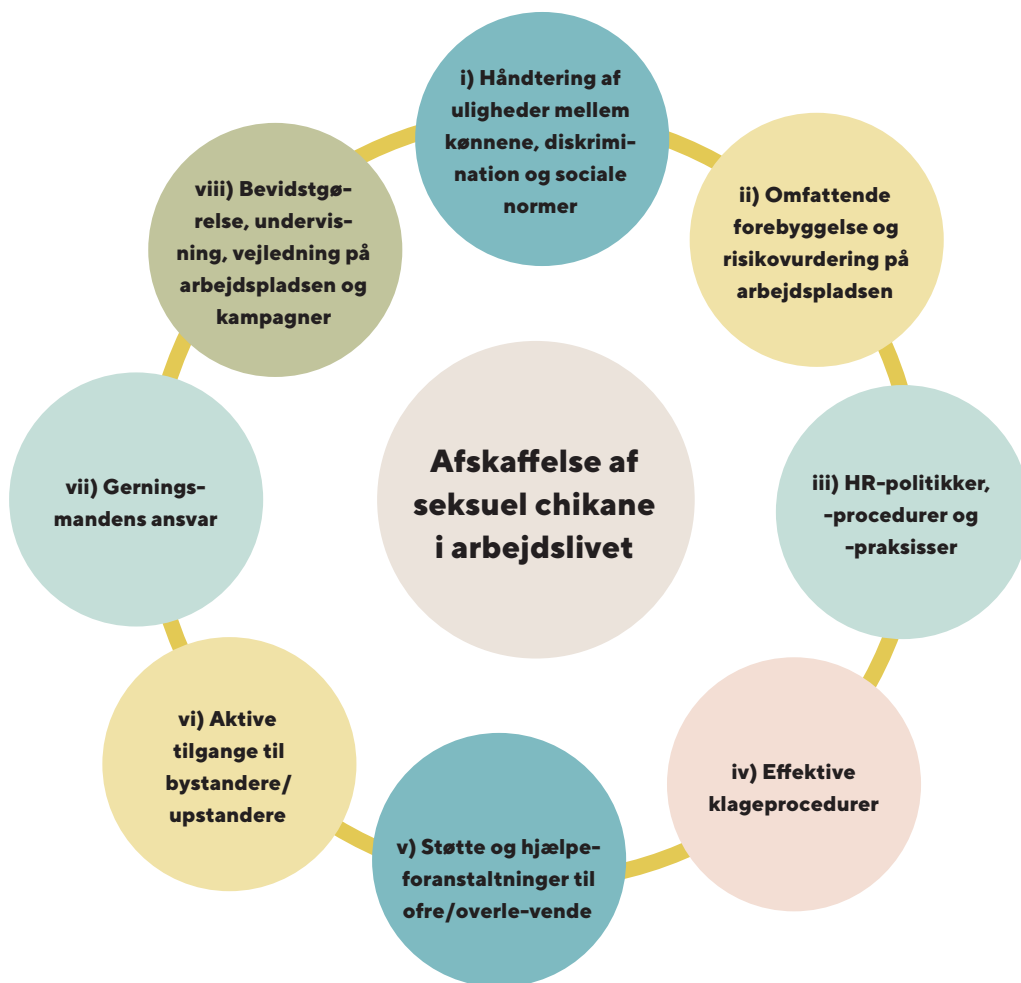 i) Håndtering af
uligheder mellem
kønnene, diskrimi-
nation og sociale
normer
ii) Omfattende
forebyggelse og
risikovurdering på
arbejdspladsen
iii) HR-politikker,
-procedurer og
-praksisser
iv) Effektive
klageprocedurer
v) Støtte og hjælpe-
foranstaltninger til
ofre/overle-vende
vi) Aktive
tilgange til
bystandere/
upstandere
vii) Gernings-
mandens ansvar
viii) Bevidstgø-
relse, undervis-
ning, vejledning på
arbejdspladsen og
kampagner
Afskaffelse af
seksuel chikane
i arbejdslivet